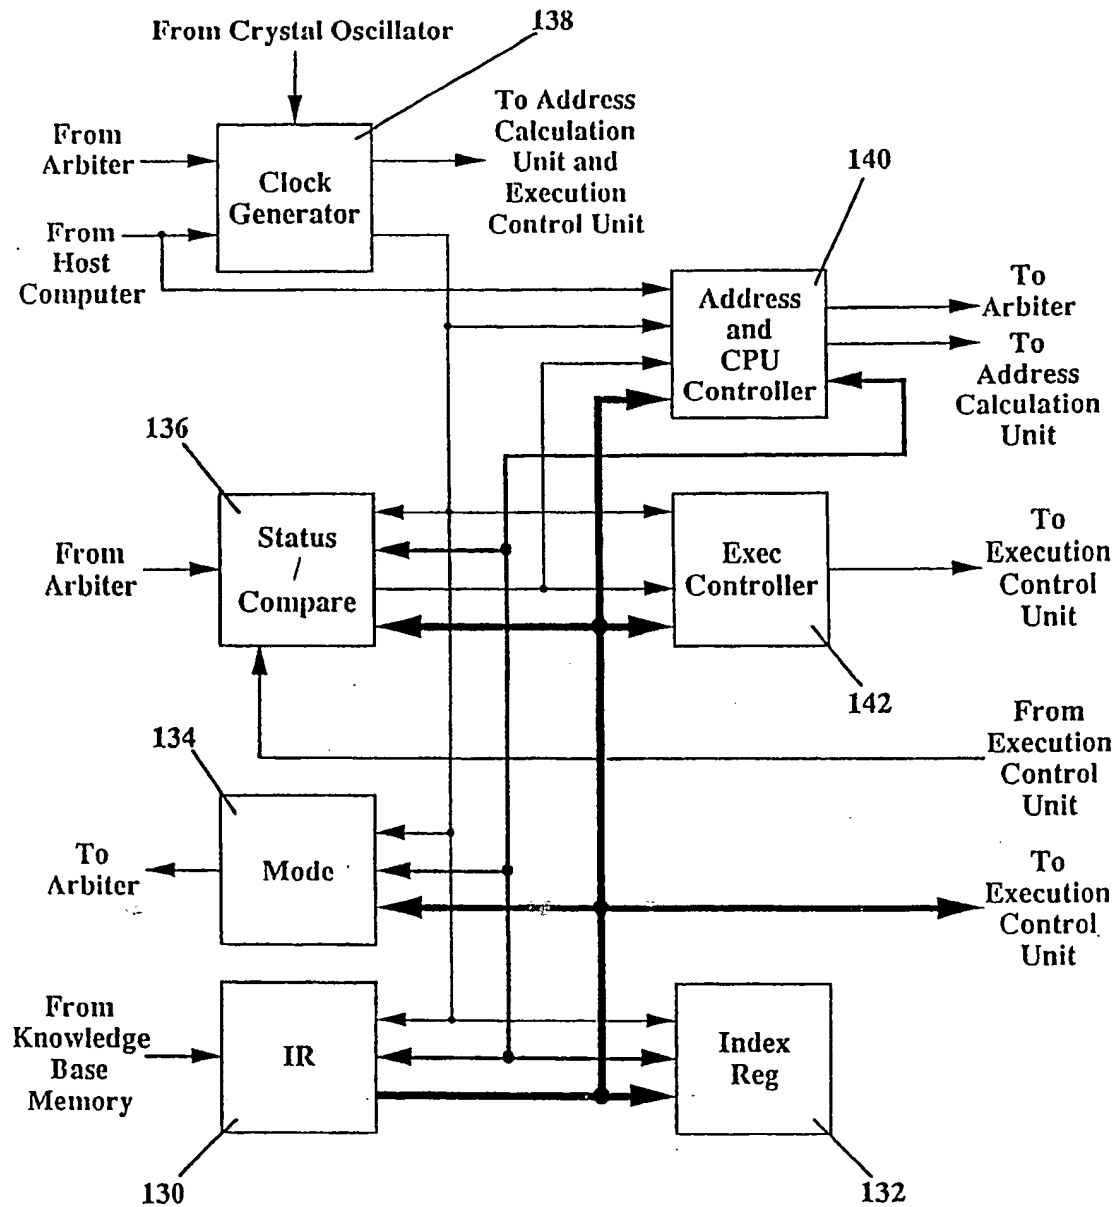 From Crystal Oscillator
138
From
Arbiter
Clock
Generator
To Address
Calculation
Unit and
Execution
Control Unit
From
Host
Computer
140
Address
and
CPU
Controller
To
Arbiter
To
Address
Calculation
Unit
136
Status
/
Compare
From
Arbiter
Exec
Controller
142
To
Execution
Control
Unit
From
Execution
Control
Unit
134
Mode
To
Arbiter
To
Execution
Control
Unit
From
Knowledge
Base
Memory
IR
130
Index
Reg
132